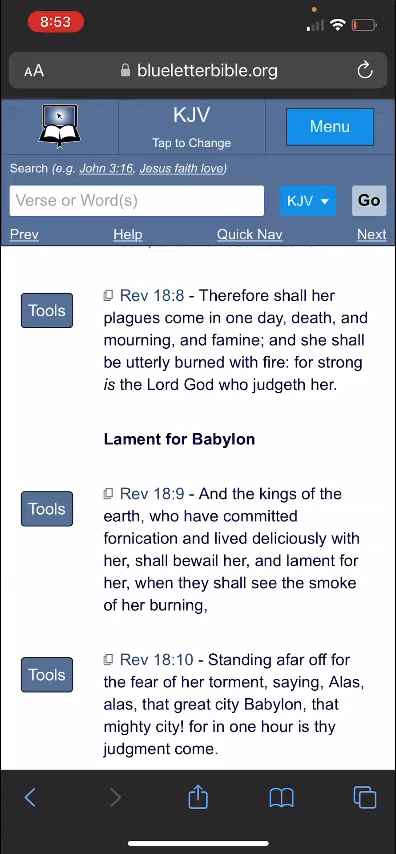 8:53
AA blueletterbible.org
KJV
Tap to Change
Menu
Search (e.g. John 3:16, Jesus faith love)
Verse or Word(s)
KJV
Go
Prev Help Quick Nav Next
Tools
Rev 18:8 - Therefore shall her
plagues come in one day, death, and
mourning, and famine; and she shall
be utterly burned with fire: for strong
is the Lord God who judgeth her.
Lament for Babylon
Tools
Rev 18:9 - And the kings of the
earth, who have committed
fornication and lived deliciously with
her, shall bewail her, and lament for
her, when they shall see the smoke
of her burning,
Tools
Rev 18:10 - Standing afar off for
the fear of her torment, saying, Alas,
alas, that great city Babylon, that
mighty city! for in one hour is thy
judgment come.